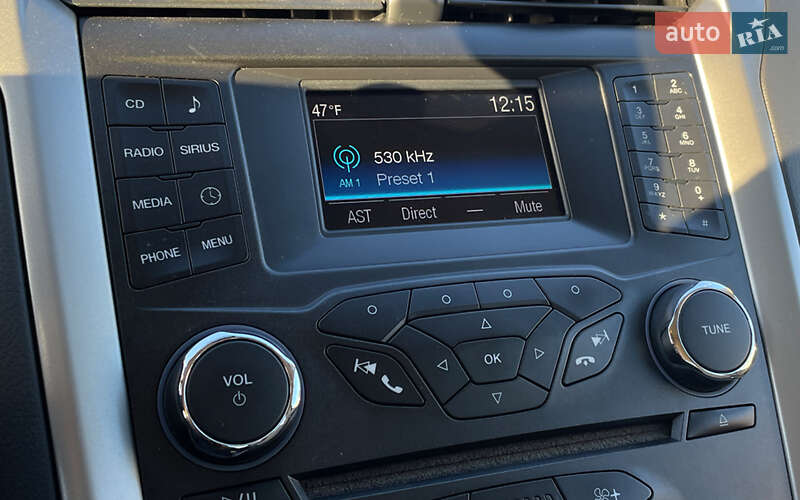 auto RIA .com
CD
RADIO SIRIUS
MEDIA
PHONE MENU
47°F 12:15
530 kHz
AM 1 Preset 1
AST Direct — Mute
1 2 ABC
3 DEF 4 GHI
5 JKL 6 MNO
7 PQRS 8 TUV
9 WXYZ 0 +
* #
OK
VOL
TUNE